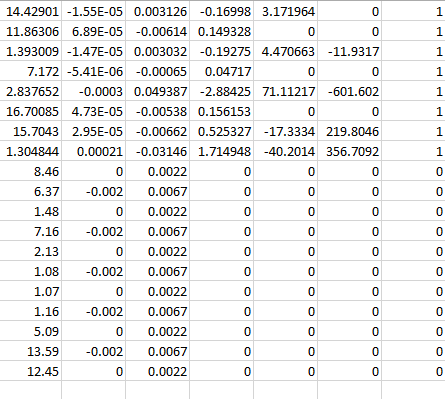 14.42901 -1.55E-05 0.003126 -0.16998 3.171964 0 1
11.86306 6.89E-05 -0.00614 0.149328 0 0 1
1.393009 -1.47E-05 0.003032 -0.19275 4.470663 -11.9317 1
7.172 -5.41E-06 -0.00065 0.04717 0 0 1
2.837652 -0.0003 0.049387 -2.88425 71.11217 -601.602 1
16.70085 4.73E-05 -0.00538 0.156153 0 0 1
15.7043 2.95E-05 -0.00662 0.525327 -17.3334 219.8046 1
1.304844 0.00021 -0.03146 1.714948 -40.2014 356.7092 1
8.46 0 0.0022 0 0 0 0
6.37 -0.002 0.0067 0 0 0 0
1.48 0 0.0022 0 0 0 0
7.16 -0.002 0.0067 0 0 0 0
2.13 0 0.0022 0 0 0 0
1.08 -0.002 0.0067 0 0 0 0
1.07 0 0.0022 0 0 0 0
1.16 -0.002 0.0067 0 0 0 0
5.09 0 0.0022 0 0 0 0
13.59 -0.002 0.0067 0 0 0 0
12.45 0 0.0022 0 0 0 0